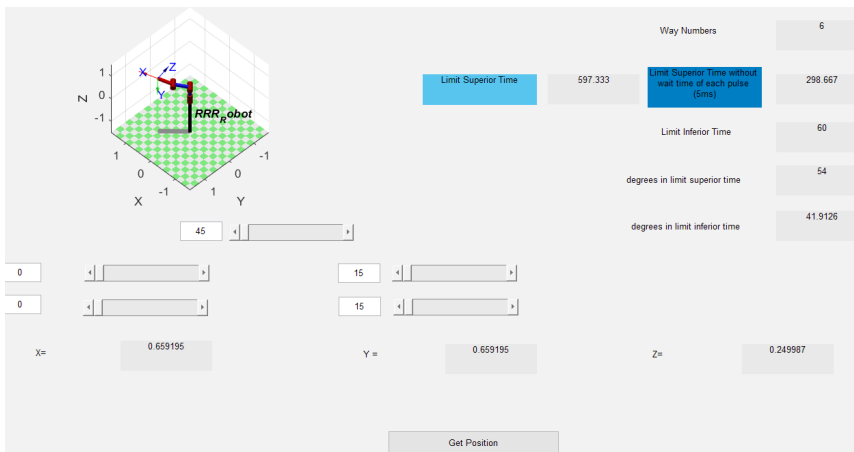 Way Numbers
6
Limit Superior Time
597.333
Limit Superior Time without
wait time of each pulse
(5ms)
298.667
Limit Inferior Time
60
degrees in limit superior time
54
degrees in limit inferior time
41.9126
X
Z
Y
RRR_Robot
1
0
-1
Z
1
0
-1
X
-1
0
1
Y
45
0
15
0
15
X=
0.659195
Y =
0.659195
Z=
0.249987
Get Position